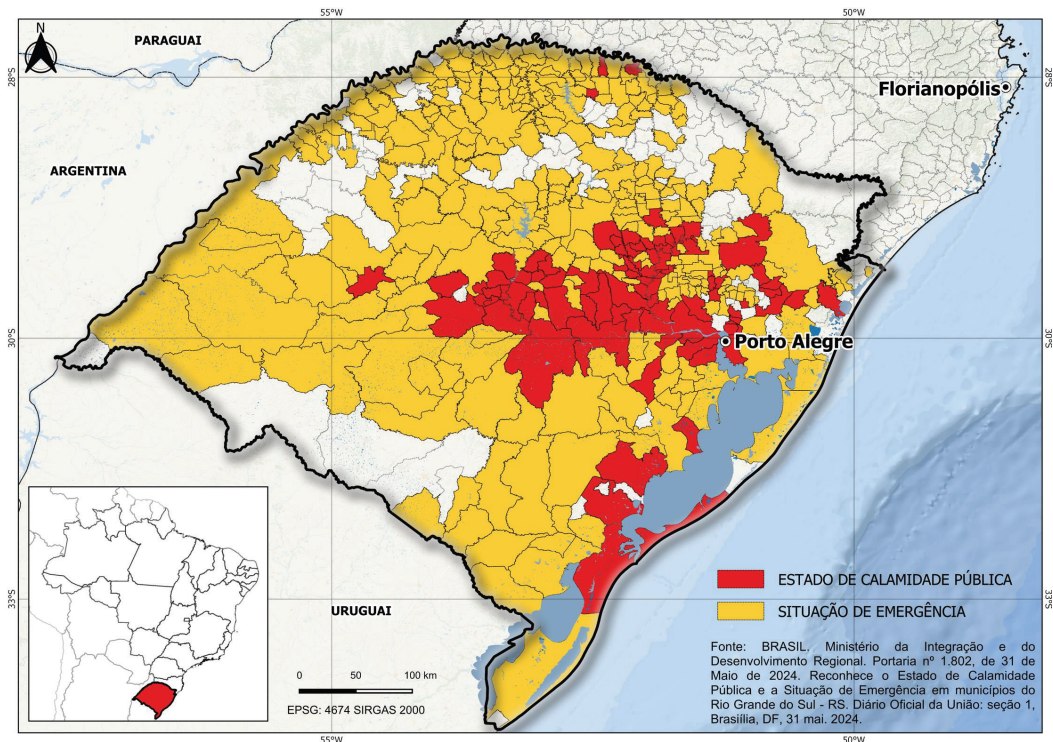 55°W
50°W
N
PARAGUAI
28°S
28°S
Florianopólis
ARGENTINA
30°S
30°S
Porto Alegre
ESTADO DE CALAMIDADE PÚBLICA
SITUAÇÃO DE EMERGÊNCIA
33°S
33°S
URUGUAI
Fonte: BRASIL. Ministério da Integração e do
Desenvolvimento Regional. Portaria nº 1.802, de 31 de
Maio de 2024. Reconhece o Estado de Calamidade
Pública e a Situação de Emergência em municípios do
Rio Grande do Sul - RS. Diário Oficial da União: seção 1,
Brasiília, DF, 31 mai. 2024.
0 50 100 km
EPSG: 4674 SIRGAS 2000
55°W
50°W